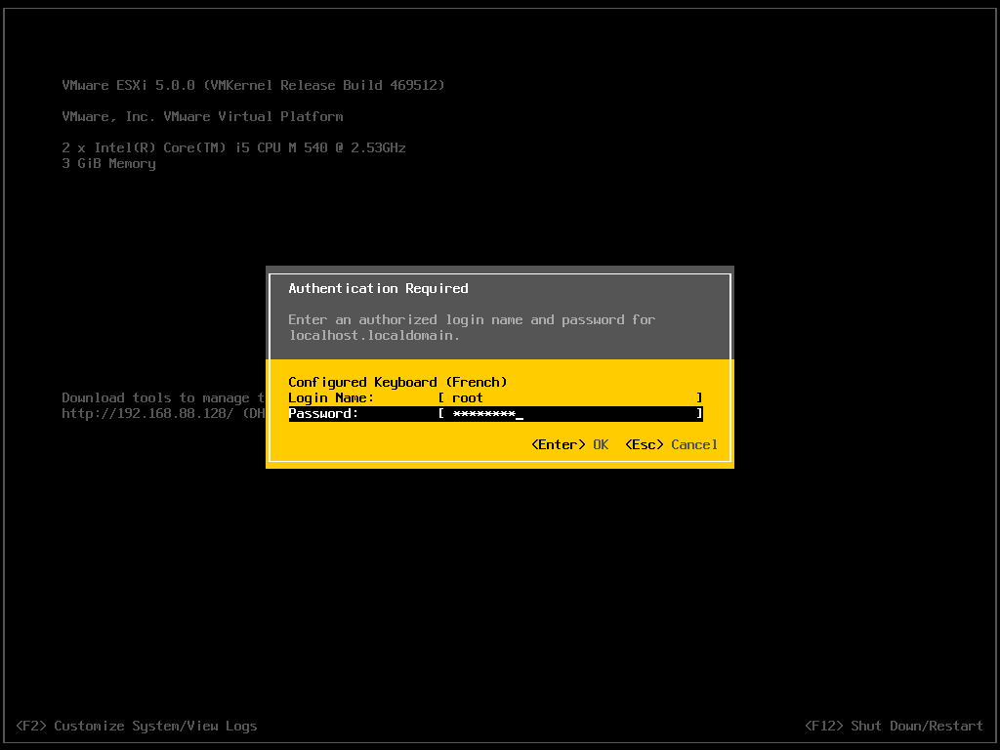 VMware ESXi 5.0.0 (VMKernel Release Build 469512)
VMware, Inc. VMware Virtual Platform
2 x Intel(R) Core(TM) i5 CPU M 540 @ 2.53GHz
3 GiB Memory
Authentication Required
Enter an authorized login name and password for
localhost.localdomain.
Configured Keyboard (French)
Download tools to manage t
Login Name: [ root ]
http://192.168.88.128/ (DH
Password: [ ********_ ]
<Enter> OK <Esc> Cancel
<F2> Customize System/View Logs
<F12> Shut Down/Restart